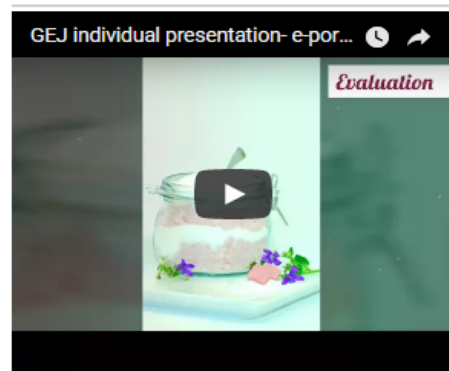 GEJ individual presentation- e-por...
Evaluation